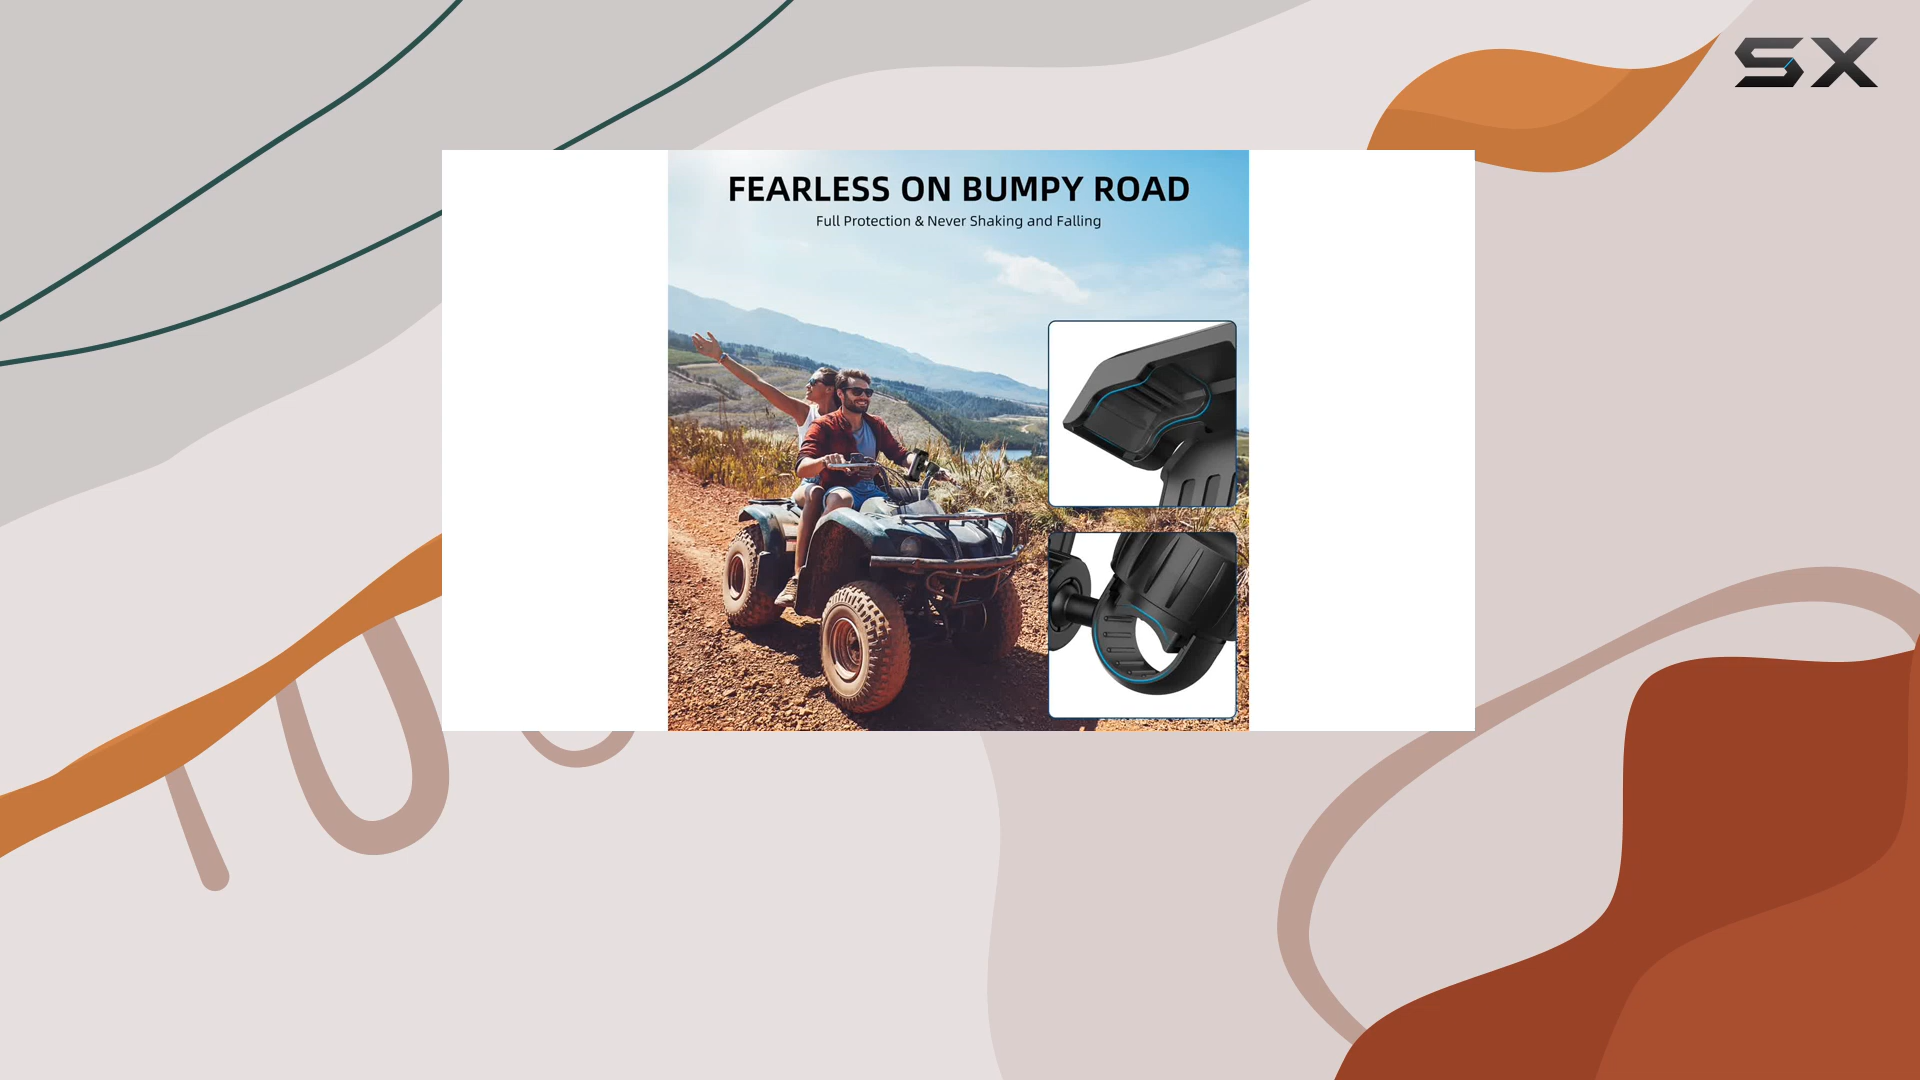 SX
FEARLESS ON BUMPY ROAD
Full Protection & Never Shaking and Falling